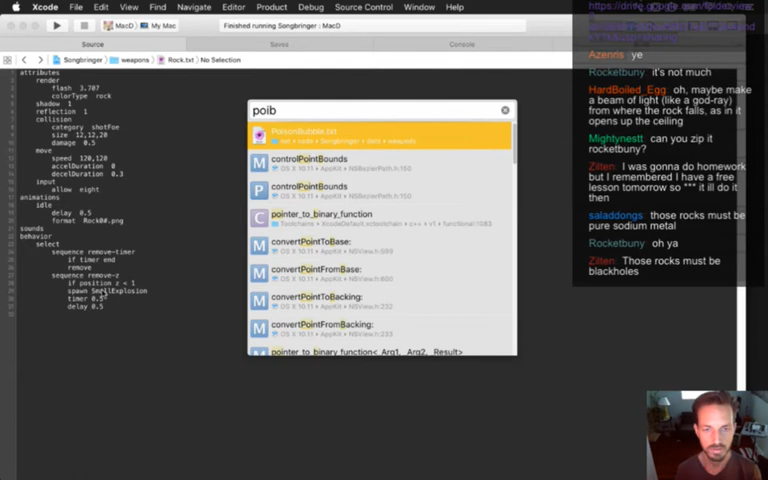 Xcode File Edit View Find Navigate Editor Product Debug Source Control Window Help
MacD My Mac
Finished running Songbringer : MacD
Source Saves Console
Songbringer weapons Rock.txt No Selection
attributes
render
flash 3.707
colorType rock
shadow 1
reflection 1
collision
category shotFoe
size 12,12,20
damage 0.5
move
speed 120,120
accelDuration 0
decelDuration 0.3
input
allow eight
animations
idle
delay 0.5
format Rock00.png
sounds
behavior
select
sequence remove-timer
if timer end
remove
sequence remove-z
if position z < 1
spawn SmallExplosion
timer 0.5
delay 0.5
poib
PoisonBubble.txt
controlPointBounds
OS X 10.11 AppKit NSBezierPath.h:150
controlPointBounds
OS X 10.11 AppKit NSBezierPath.h:150
pointer_to_binary_function
Toolchains XcodeDefault.xctoolchain c++ v1 functional:1083
convertPointToBase:
OS X 10.11 AppKit NSView.h:599
convertPointFromBase:
OS X 10.11 AppKit NSView.h:600
convertPointToBacking:
OS X 10.11 AppKit NSView.h:232
convertPointFromBacking:
OS X 10.11 AppKit NSView.h:233
pointer_to_binary_function<_Arg1, _Arg2, _Result>
Azenris ye
Rocketbuny it's not much
HardBoiled_Egg oh, maybe make
a beam of light (like a god-ray)
from where the rock falls, as in it
opens up the ceiling
Mightynestt can you zip it
rocketbuny?
Zilten I was gonna do homework
but I remembered I have a free
lesson tomorrow so *** it ill do it
then
saladdongs those rocks must be
pure sodium metal
Rocketbuny oh ya
Zilten Those rocks must be
blackholes